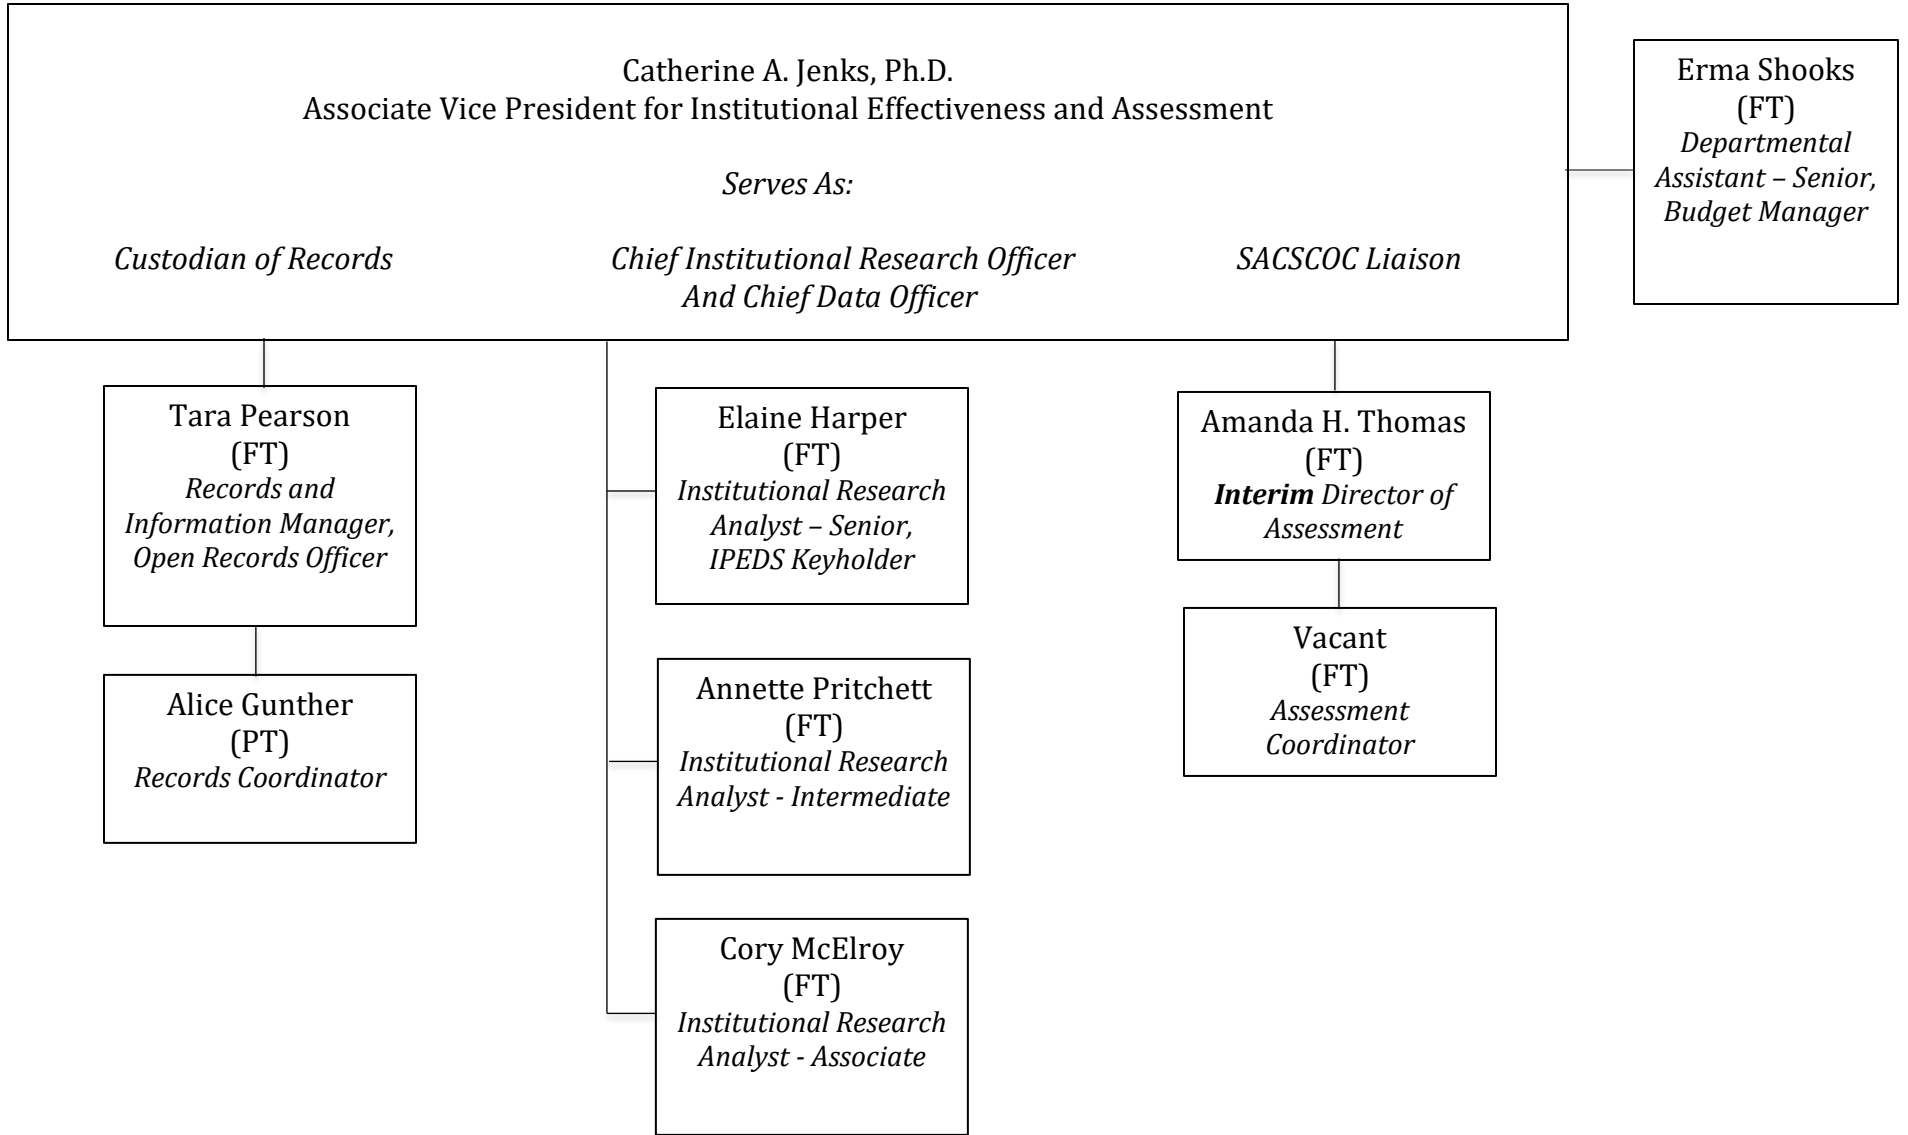 Catherine A. Jenks, Ph.D.
Associate Vice President for Institutional Effectiveness and Assessment
Serves As:
Custodian of Records
Chief Institutional Research Officer
And Chief Data Officer
SACSCOC Liaison
Erma Shooks
(FT)
Departmental
Assistant – Senior,
Budget Manager
Tara Pearson
(FT)
Records and
Information Manager,
Open Records Officer
Alice Gunther
(PT)
Records Coordinator
Elaine Harper
(FT)
Institutional Research
Analyst – Senior,
IPEDS Keyholder
Annette Pritchett
(FT)
Institutional Research
Analyst - Intermediate
Cory McElroy
(FT)
Institutional Research
Analyst - Associate
Amanda H. Thomas
(FT)
Interim Director of
Assessment
Vacant
(FT)
Assessment
Coordinator